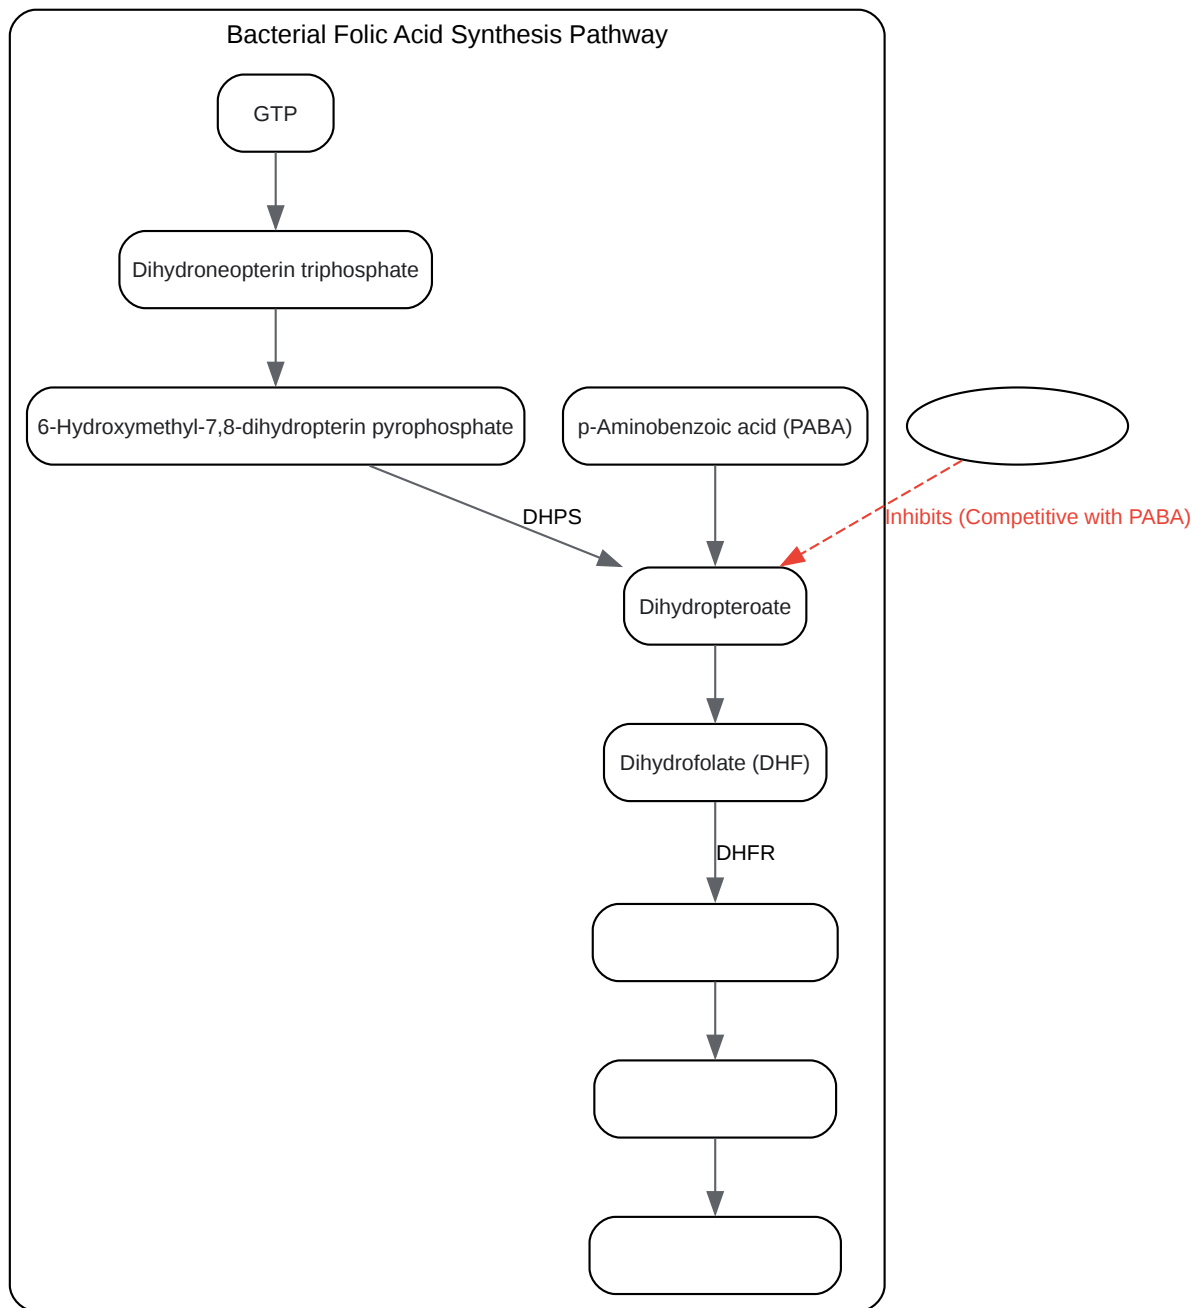 Bacterial Folic Acid Synthesis Pathway
GTP
Dihydroneopterin triphosphate
6-Hydroxymethyl-7,8-dihydropterin pyrophosphate
p-Aminobenzoic acid (PABA)
DHPS
Inhibits (Competitive with PABA)
Dihydropteroate
Dihydrofolate (DHF)
DHFR